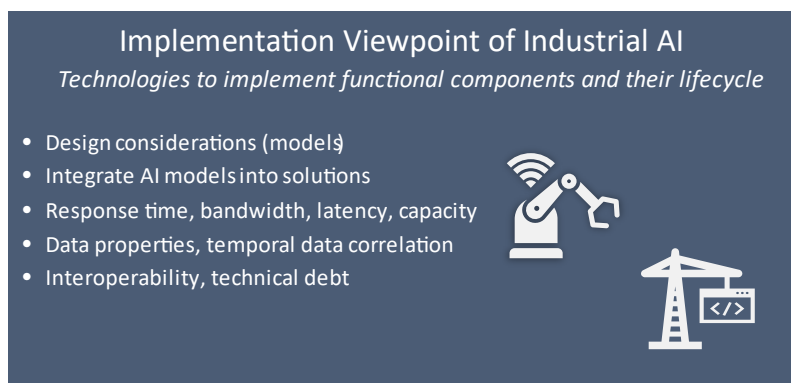 Implementation Viewpoint of Industrial AI
Technologies to implement functional components and their lifecycle
• Design considerations (models)
• Integrate AI models into solutions
• Response time, bandwidth, latency, capacity
• Data properties, temporal data correlation
• Interoperability, technical debt
</>